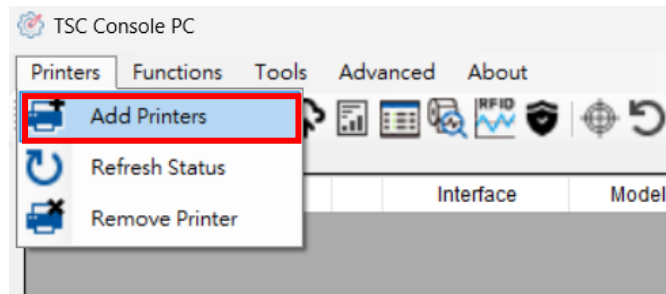 TSC Console PC
Printers Functions Tools Advanced About
Add Printers
RFID
Refresh Status
Interface Model
Remove Printer